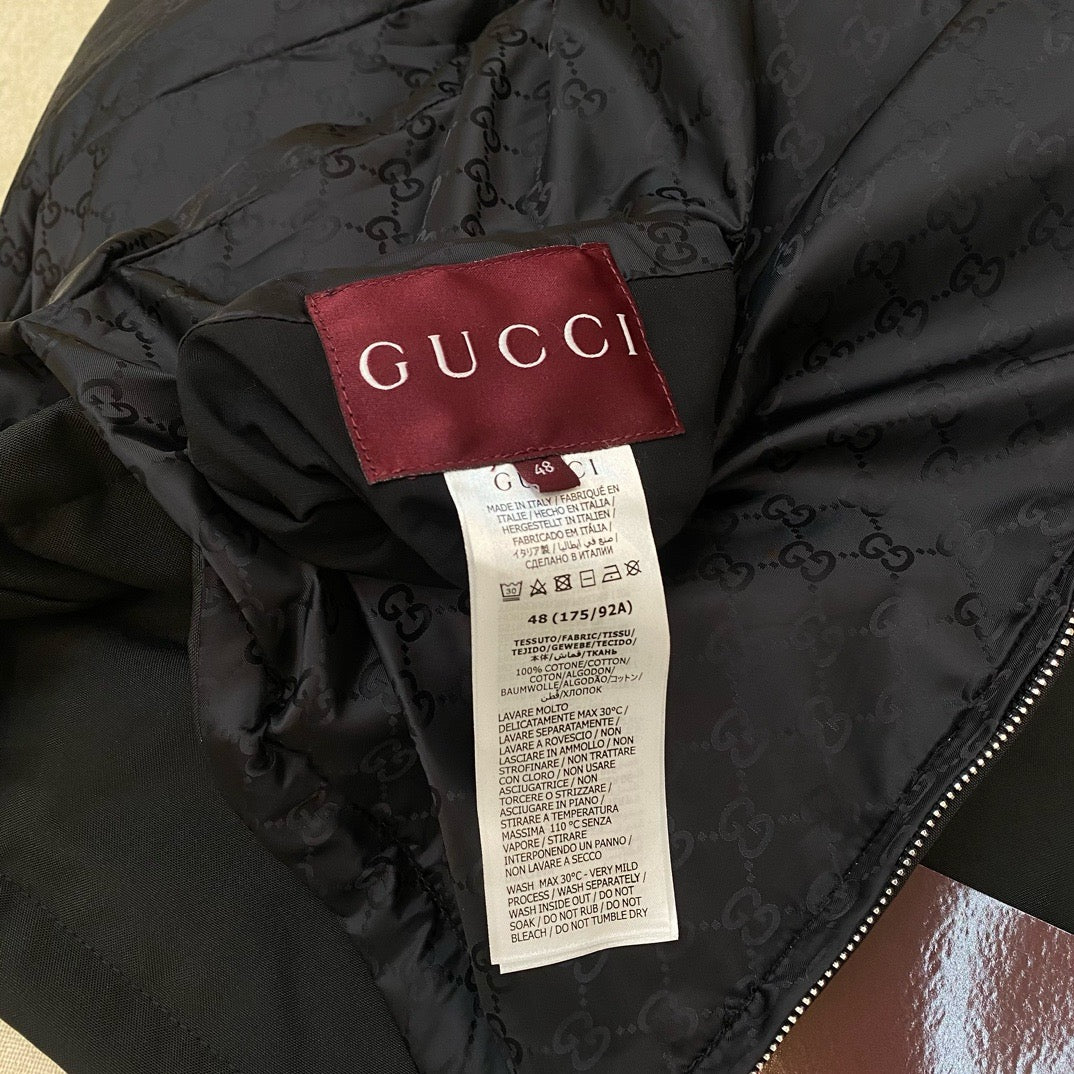 GUCCI
48
GUCCI
MADE IN ITALY / FABRIQUÉ EN
ITALIE / HECHO EN ITALIA /
HERGESTELLT IN ITALIEN
FABRICADO EM ITÁLIA /
イタリア製 / صنع في ايطاليا /
СДЕЛАНО В ИТАЛИИ
30
48 (175/92A)
TESSUTO/FABRIC/TISSU/
TEJIDO/GEWEBE/TECIDO/
本体/قماش/ТКАНЬ
100% COTONE/COTTON/
COTON/ALGODON/
BAUMWOLLE/ALGODÃO/コットン/
قطن/ХЛОПОК
LAVARE MOLTO
DELICATAMENTE MAX 30°C /
LAVARE SEPARATAMENTE /
LAVARE A ROVESCIO / NON
LASCIARE IN AMMOLLO / NON
STROFINARE / NON TRATTARE
CON CLORO / NON USARE
ASCIUGATRICE / NON
TORCERE O STRIZZARE /
ASCIUGARE IN PIANO /
STIRARE A TEMPERATURA
MASSIMA 110 °C SENZA
VAPORE / STIRARE
INTERPONENDO UN PANNO /
NON LAVARE A SECCO
WASH MAX 30°C - VERY MILD
PROCESS / WASH SEPARATELY /
WASH INSIDE OUT / DO NOT
SOAK / DO NOT RUB / DO NOT
BLEACH / DO NOT TUMBLE DRY